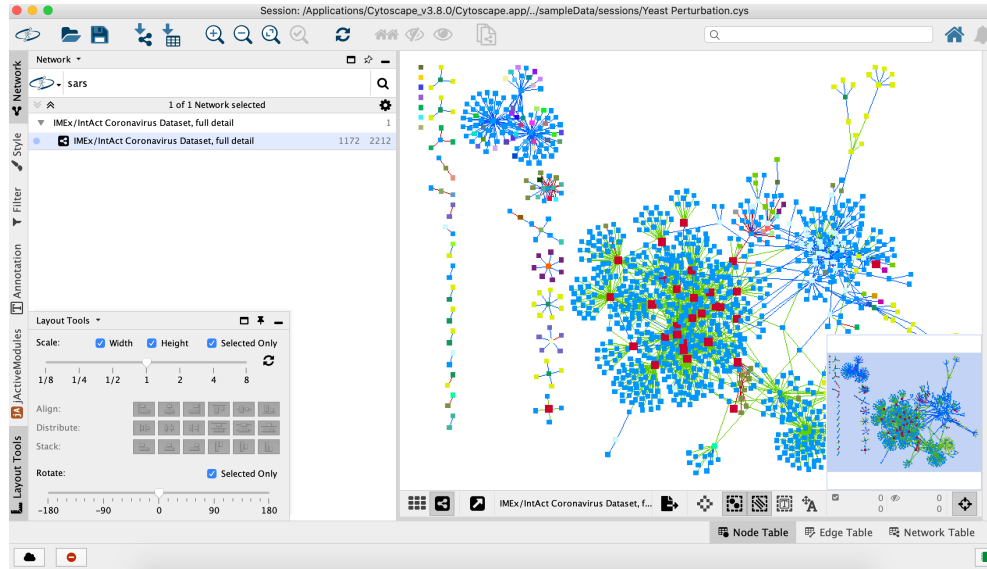 Session: /Applications/Cytoscape_v3.8.0/Cytoscape.app/../sampleData/sessions/Yeast Perturbation.cys
Network
sars
1 of 1 Network selected
IMEx/IntAct Coronavirus Dataset, full detail 1
IMEx/IntAct Coronavirus Dataset, full detail 1172 2212
Network
Style
Filter
Annotation
jActiveModules
Layout Tools
Layout Tools
Scale: Width Height Selected Only
1/8 1/4 1/2 1 2 4 8
Align:
Distribute:
Stack:
Rotate: Selected Only
-180 -90 0 90 180
IMEx/IntAct Coronavirus Dataset, f... 0 0
0 0
Node Table Edge Table Network Table